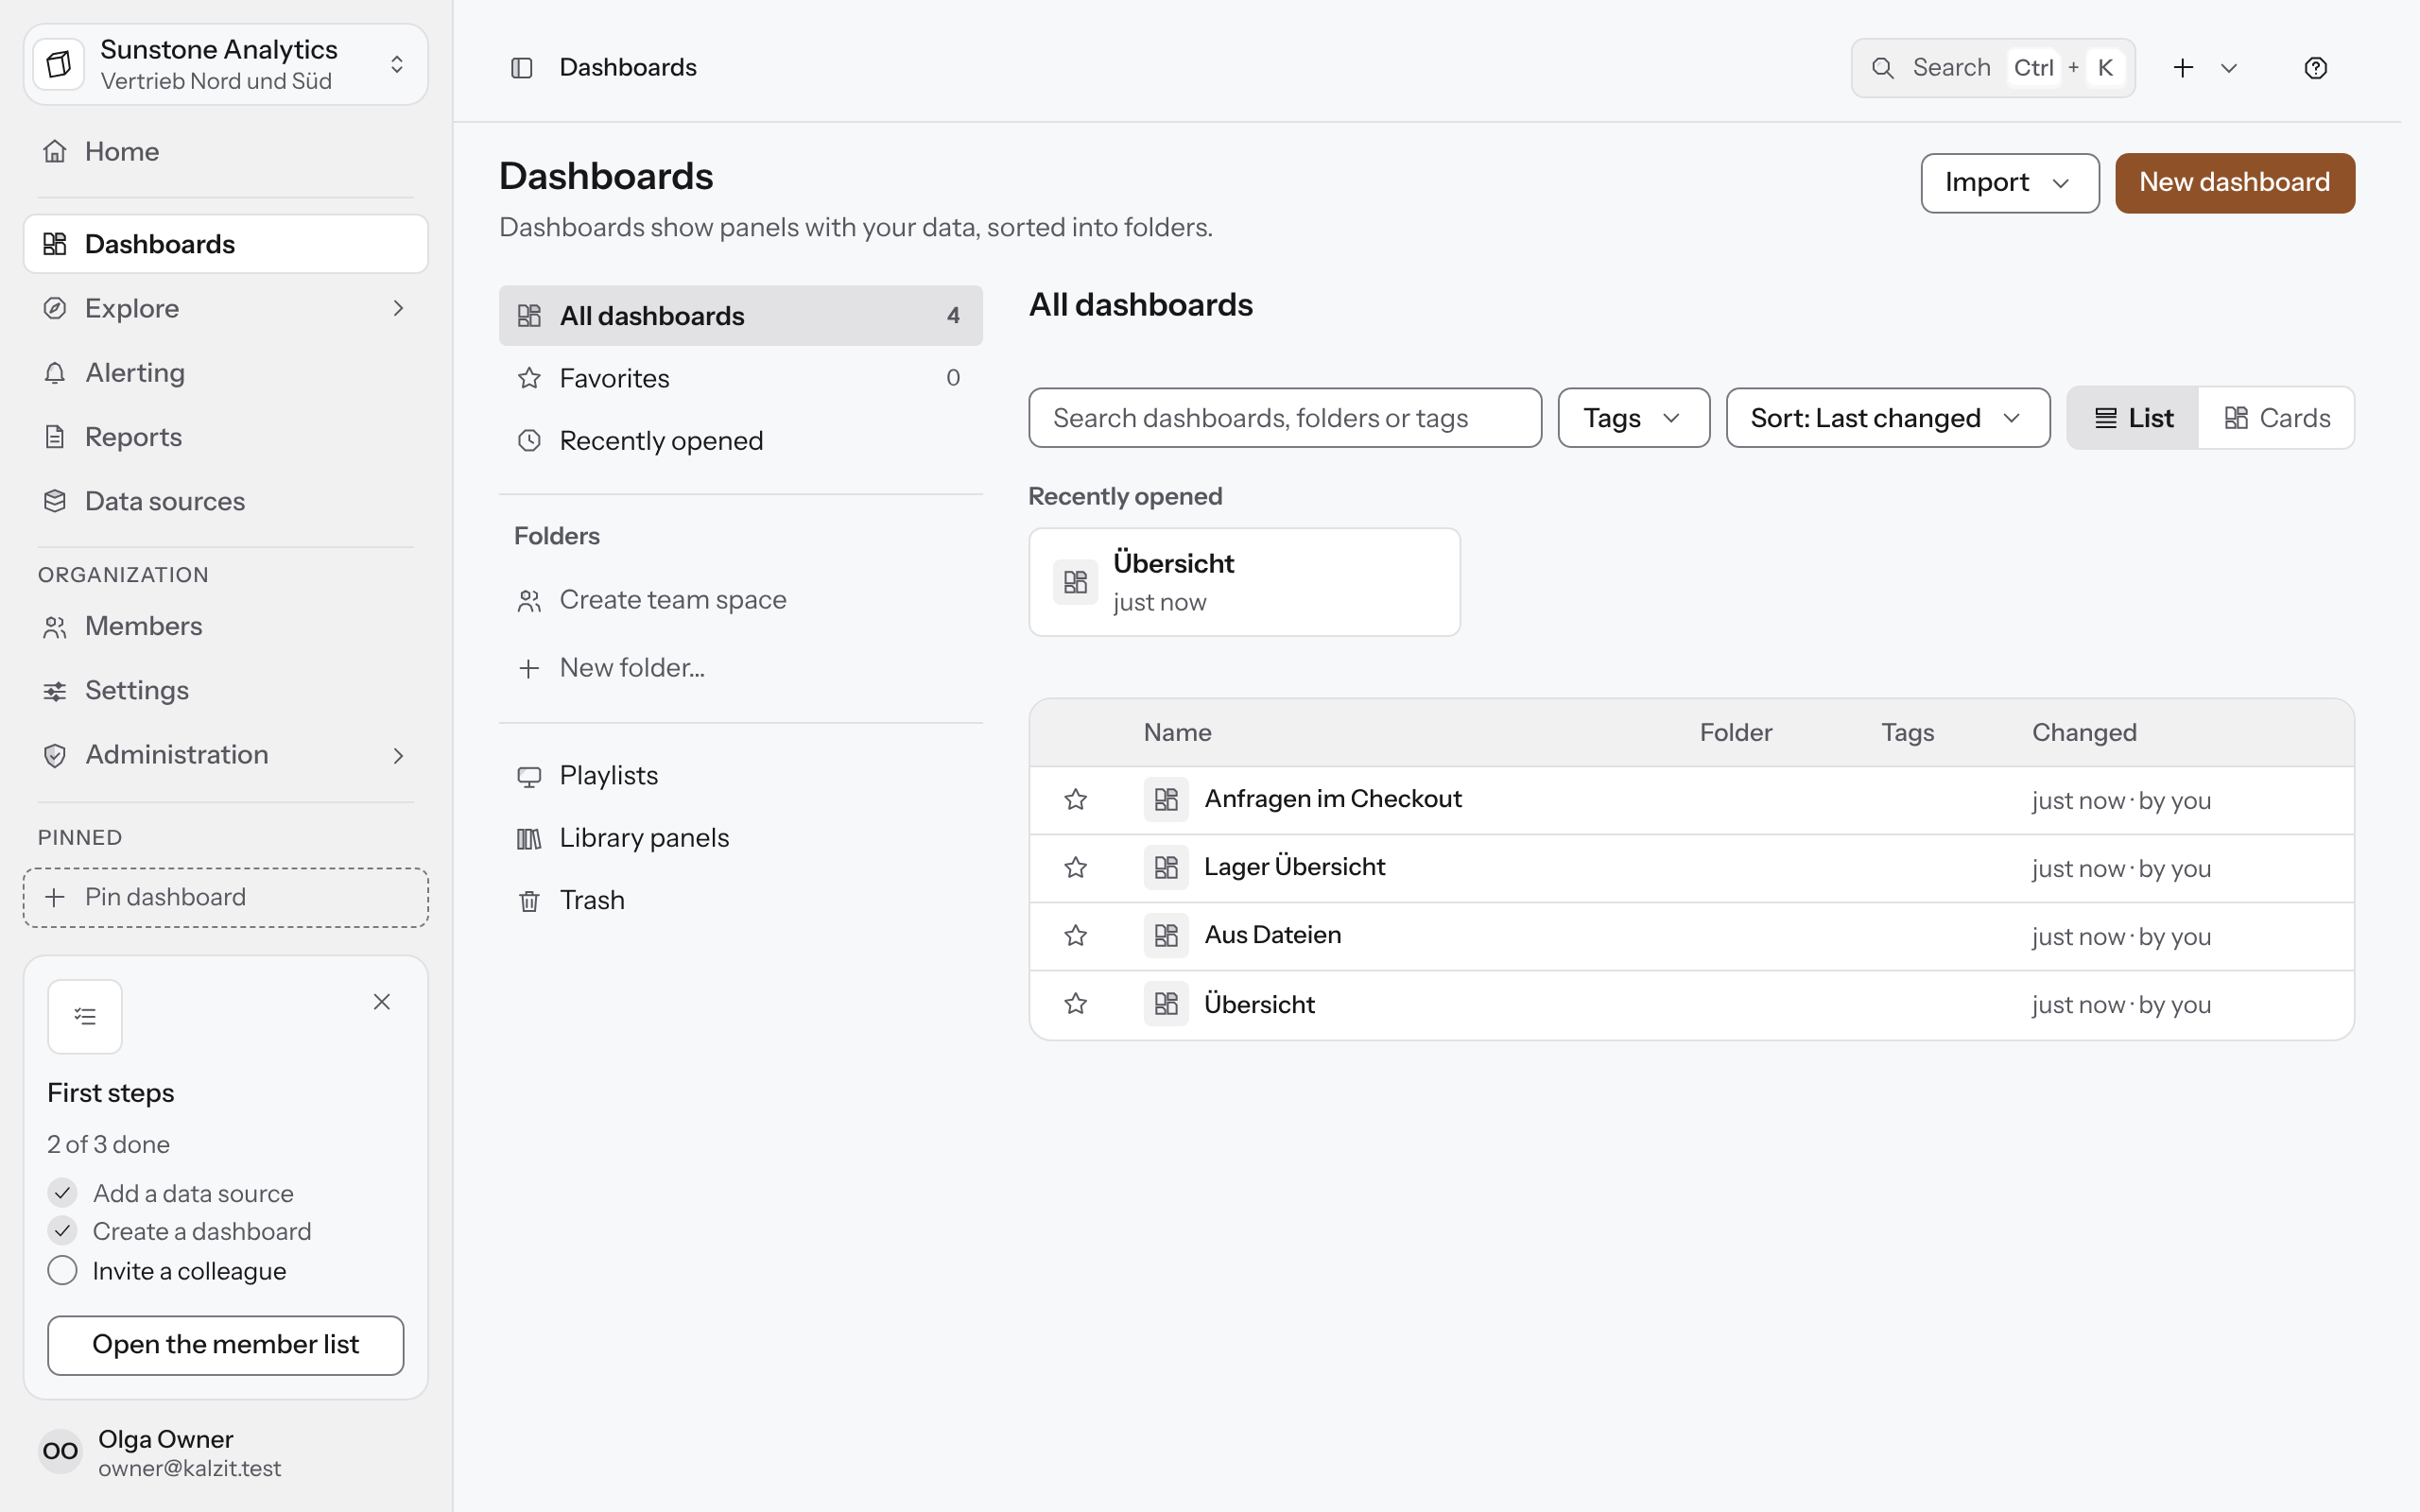 Sunstone Analytics
Vertrieb Nord und Süd
Home
Dashboards
Explore
Alerting
Reports
Data sources
ORGANIZATION
Members
Settings
Administration
PINNED
Pin dashboard
First steps
2 of 3 done
Add a data source
Create a dashboard
Invite a colleague
Open the member list
OO
Olga Owner
owner@kalzit.test
Dashboards
Search Ctrl + K
Dashboards
Dashboards show panels with your data, sorted into folders.
Import
New dashboard
All dashboards 4
Favorites 0
Recently opened
Folders
Create team space
New folder...
Playlists
Library panels
Trash
All dashboards
Search dashboards, folders or tags
Tags
Sort: Last changed
List
Cards
Recently opened
Übersicht
just now
Name Folder Tags Changed
Anfragen im Checkout just now · by you
Lager Übersicht just now · by you
Aus Dateien just now · by you
Übersicht just now · by you